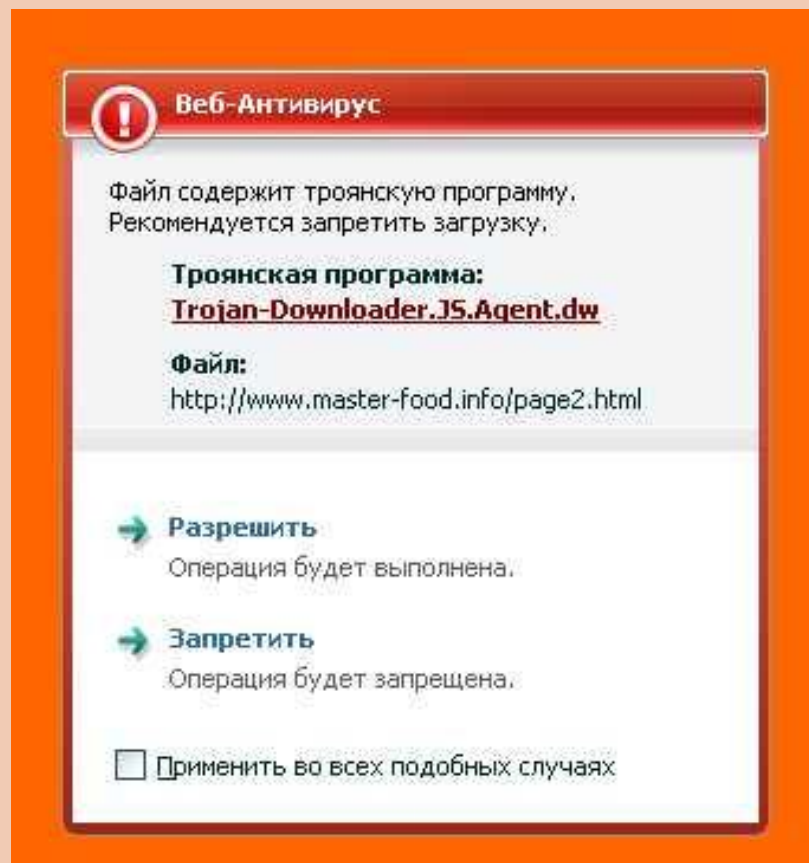 Веб-Антивирус
Файл содержит троянскую программу.
Рекомендуется запретить загрузку.
Троянская программа:
Trojan-Downloader.JS.Agent.dw
Файл:
http://www.master-food.info/page2.html
Разрешить
Операция будет выполнена.
Запретить
Операция будет запрещена.
Применить во всех подобных случаях